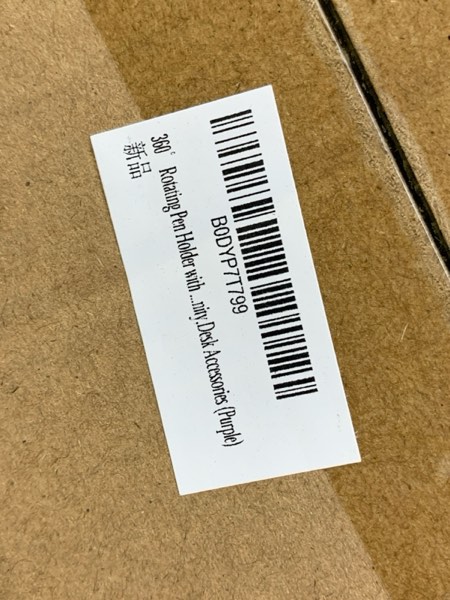 B0DYP7T799
360° Rotating Pen Holder with ...nity,Desk Accessories (Purple)
新品